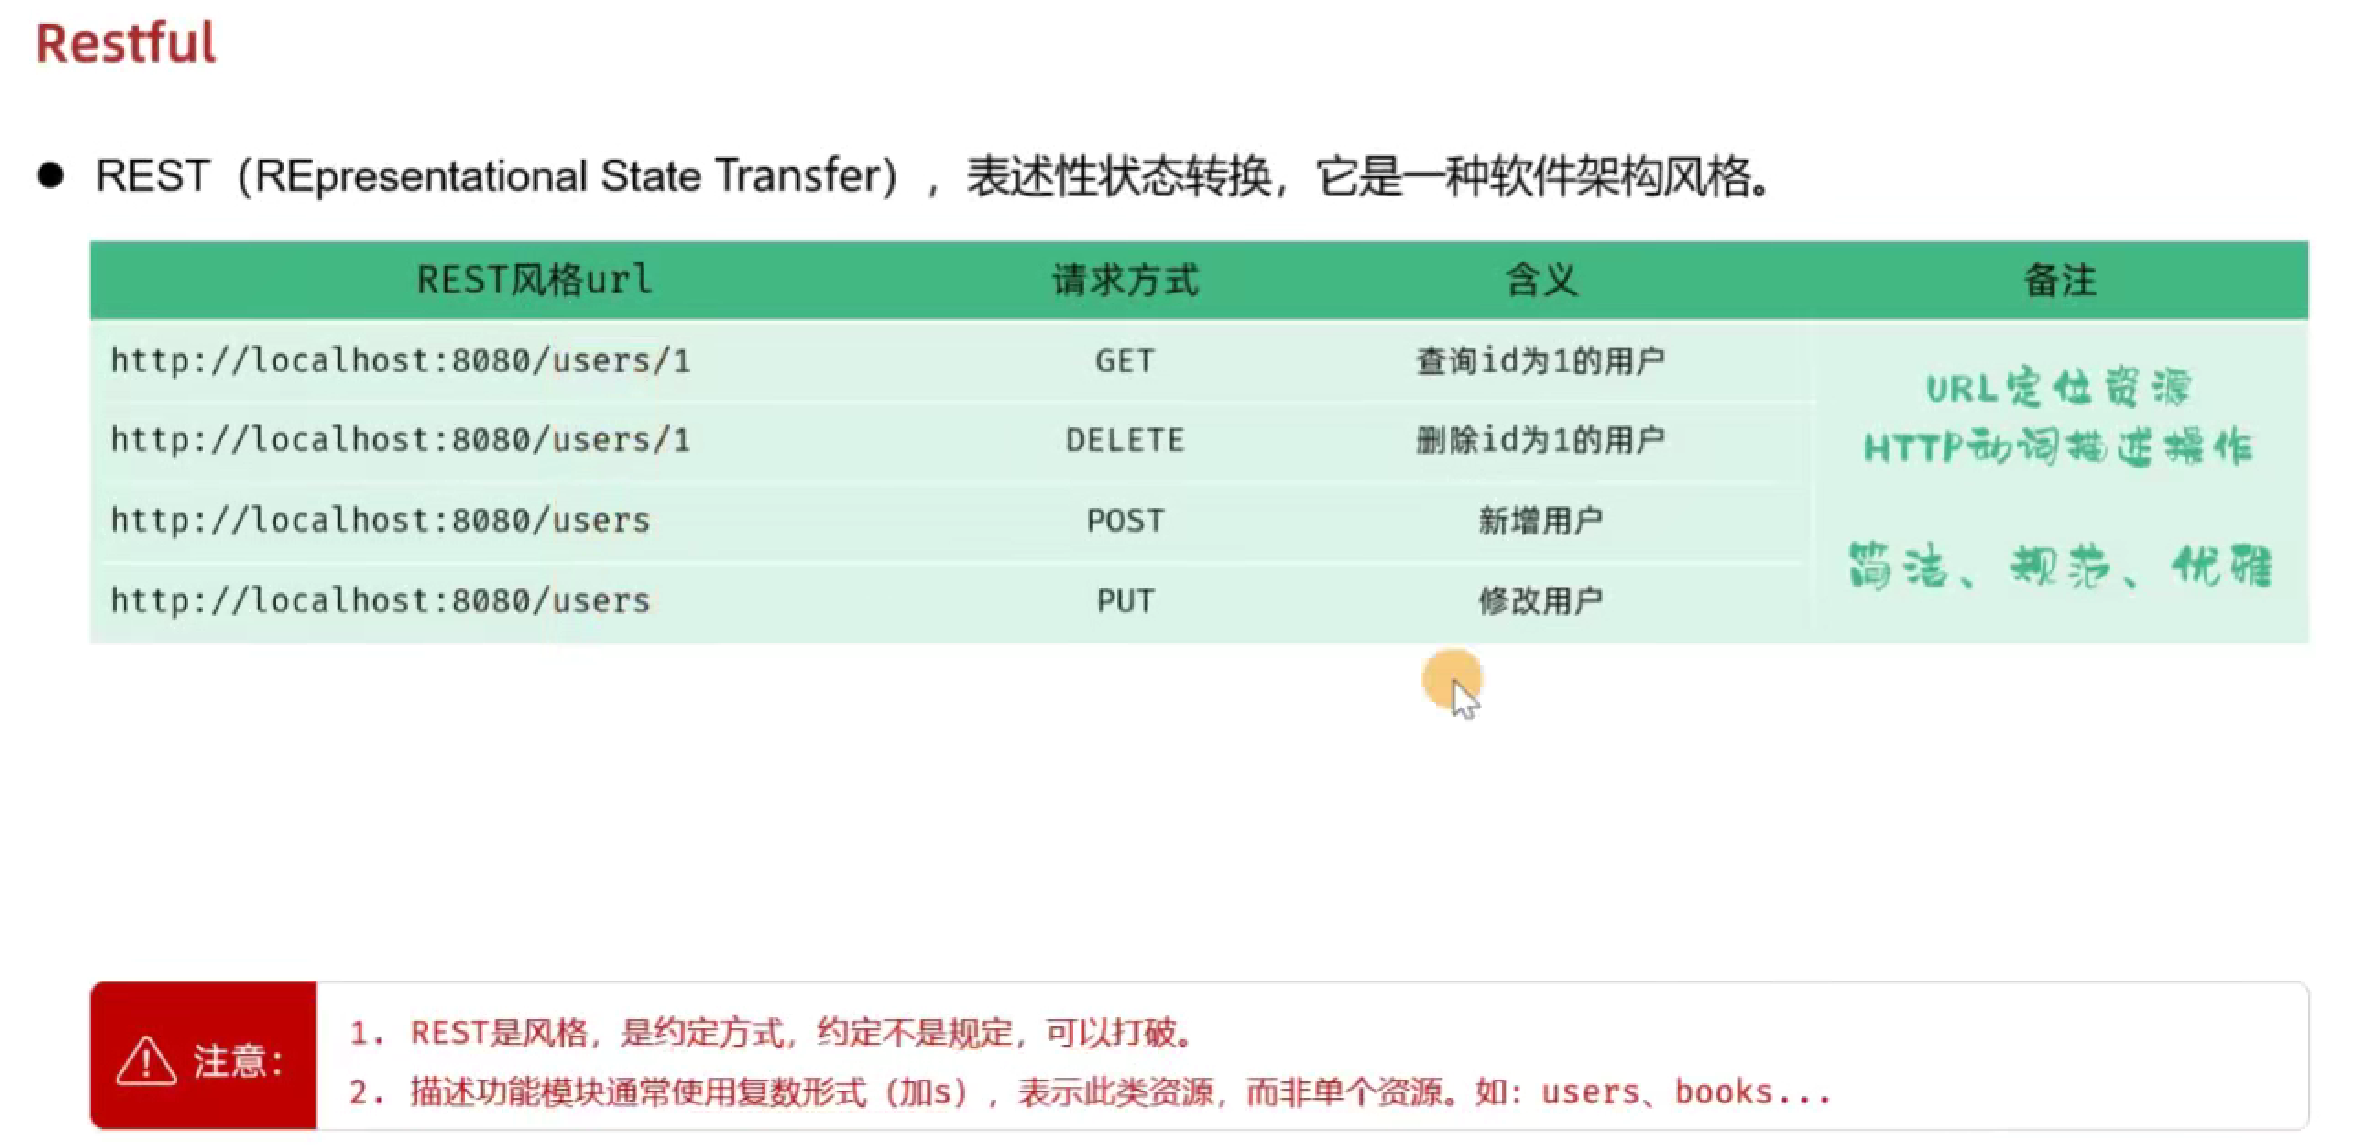 Restful
● REST（REpresentational State Transfer），表述性状态转换，它是一种软件架构风格。
REST风格url 请求方式 含义 备注
http://localhost:8080/users/1 GET 查询id为1的用户
http://localhost:8080/users/1 DELETE 删除id为1的用户
http://localhost:8080/users POST 新增用户
http://localhost:8080/users PUT 修改用户
URL定位资源
HTTP动词描述操作
简洁、规范、优雅
注意：
1. REST是风格，是约定方式，约定不是规定，可以打破。
2. 描述功能模块通常使用复数形式（加s），表示此类资源，而非单个资源。如：users、books...